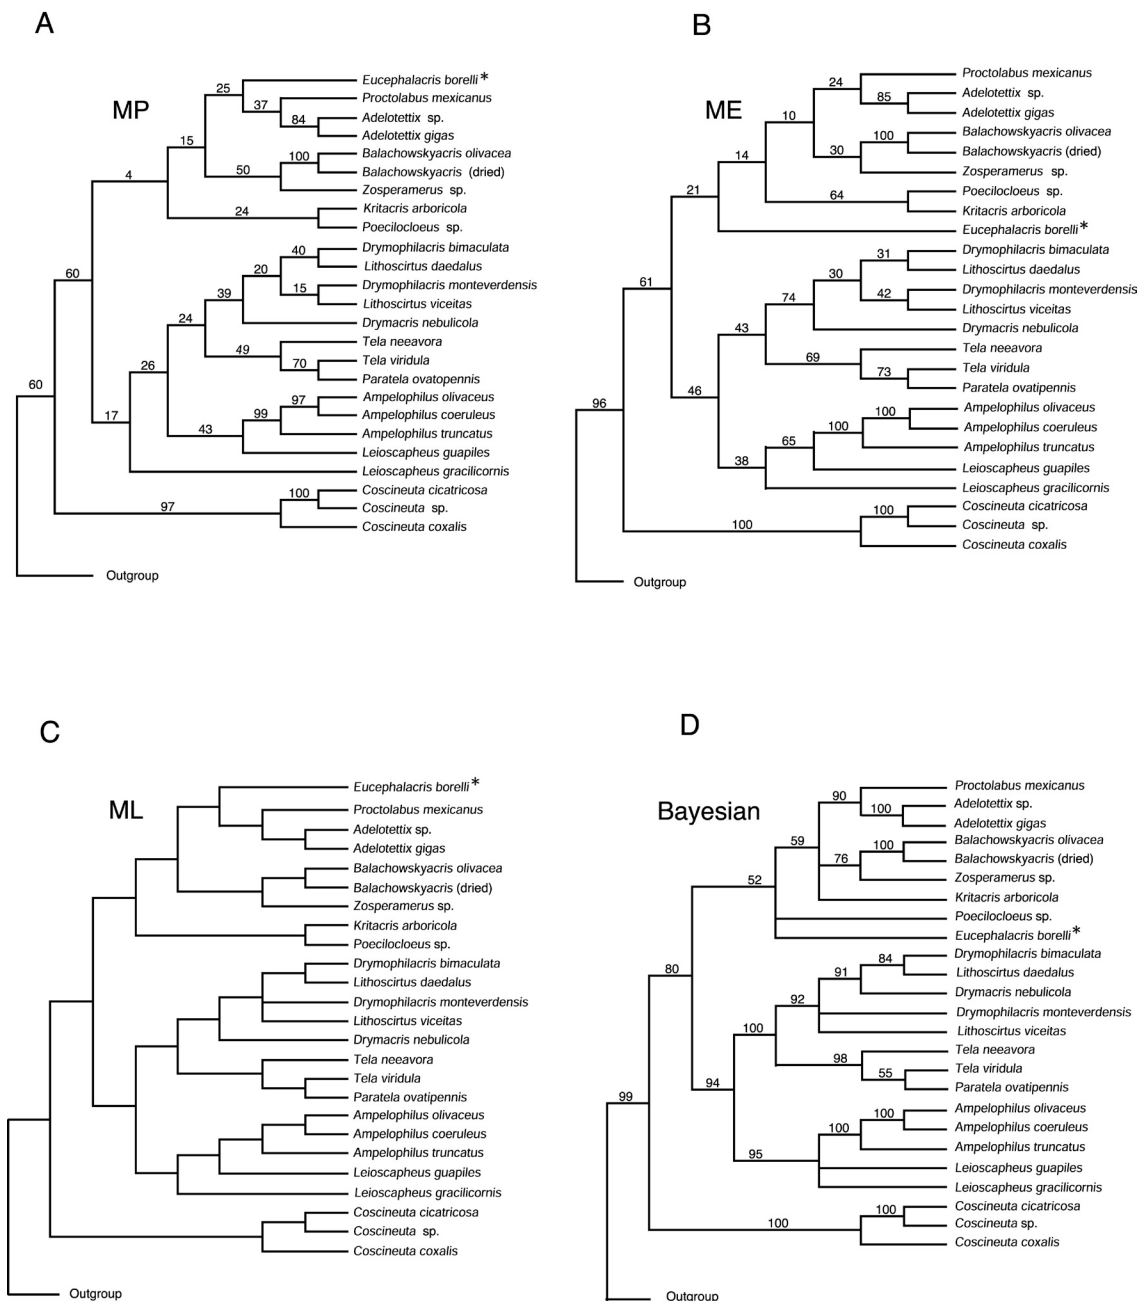 A
MP
25
Eucephalacris borelli*
37
Proctolabus mexicanus
84
Adelotettix sp.
Adelotettix gigas
15
100
Balachowskyacris olivacea
50
Balachowskyacris (dried)
Zosperamerus sp.
4
24
Kritacris arboricola
Poecilocloeus sp.
60
40
Drymophilacris bimaculata
20
Lithoscirtus daedalus
39
15
Drymophilacris monteverdensis
Lithoscirtus viceitas
24
Drymacris nebulicola
49
Tela neeavora
26
70
Tela viridula
Paratela ovatopennis
60
97
Ampelophilus olivaceus
17
99
Ampelophilus coeruleus
43
Ampelophilus truncatus
Leioscapheus guapiles
Leioscapheus gracilicornis
100
Coscineuta cicatricosa
97
Coscineuta sp.
Coscineuta coxalis
Outgroup
B
ME
24
Proctolabus mexicanus
85
Adelotettix sp.
10
Adelotettix gigas
100
Balachowskyacris olivacea
14
30
Balachowskyacris (dried)
Zosperamerus sp.
21
64
Poecilocloeus sp.
Kritacris arboricola
Eucephalacris borelli*
31
Drymophilacris bimaculata
30
Lithoscirtus daedalus
61
74
42
Drymophilacris monteverdensis
Lithoscirtus viceitas
43
Drymacris nebulicola
69
Tela neeavora
73
Tela viridula
46
Paratela ovatipennis
96
100
Ampelophilus olivaceus
100
Ampelophilus coeruleus
65
Ampelophilus truncatus
38
Leioscapheus guapiles
Leioscapheus gracilicornis
100
Coscineuta cicatricosa
100
Coscineuta sp.
Coscineuta coxalis
Outgroup
C
ML
Eucephalacris borelli*
Proctolabus mexicanus
Adelotettix sp.
Adelotettix gigas
Balachowskyacris olivacea
Balachowskyacris (dried)
Zosperamerus sp.
Kritacris arboricola
Poecilocloeus sp.
Drymophilacris bimaculata
Lithoscirtus daedalus
Drymophilacris monteverdensis
Lithoscirtus viceitas
Drymacris nebulicola
Tela neeavora
Tela viridula
Paratela ovatipennis
Ampelophilus olivaceus
Ampelophilus coeruleus
Ampelophilus truncatus
Leioscapheus guapiles
Leioscapheus gracilicornis
Coscineuta cicatricosa
Coscineuta sp.
Coscineuta coxalis
Outgroup
D
Bayesian
90
Proctolabus mexicanus
100
Adelotettix sp.
Adelotettix gigas
59
100
Balachowskyacris olivacea
76
Balachowskyacris (dried)
52
Zosperamerus sp.
Kritacris arboricola
Poecilocloeus sp.
Eucephalacris borelli*
84
Drymophilacris bimaculata
80
91
Lithoscirtus daedalus
Drymacris nebulicola
92
Drymophilacris monteverdensis
100
Lithoscirtus viceitas
98
Tela neeavora
94
55
Tela viridula
Paratela ovatipennis
99
100
Ampelophilus olivaceus
100
Ampelophilus coeruleus
95
Ampelophilus truncatus
Leioscapheus guapiles
Leioscapheus gracilicornis
100
Coscineuta cicatricosa
100
Coscineuta sp.
Coscineuta coxalis
Outgroup